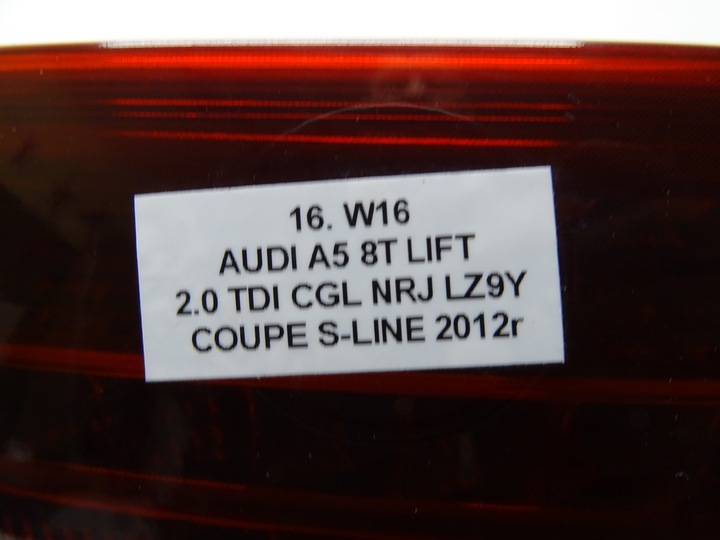 16. W16
AUDI A5 8T LIFT
2.0 TDI CGL NRJ LZ9Y
COUPE S-LINE 2012r